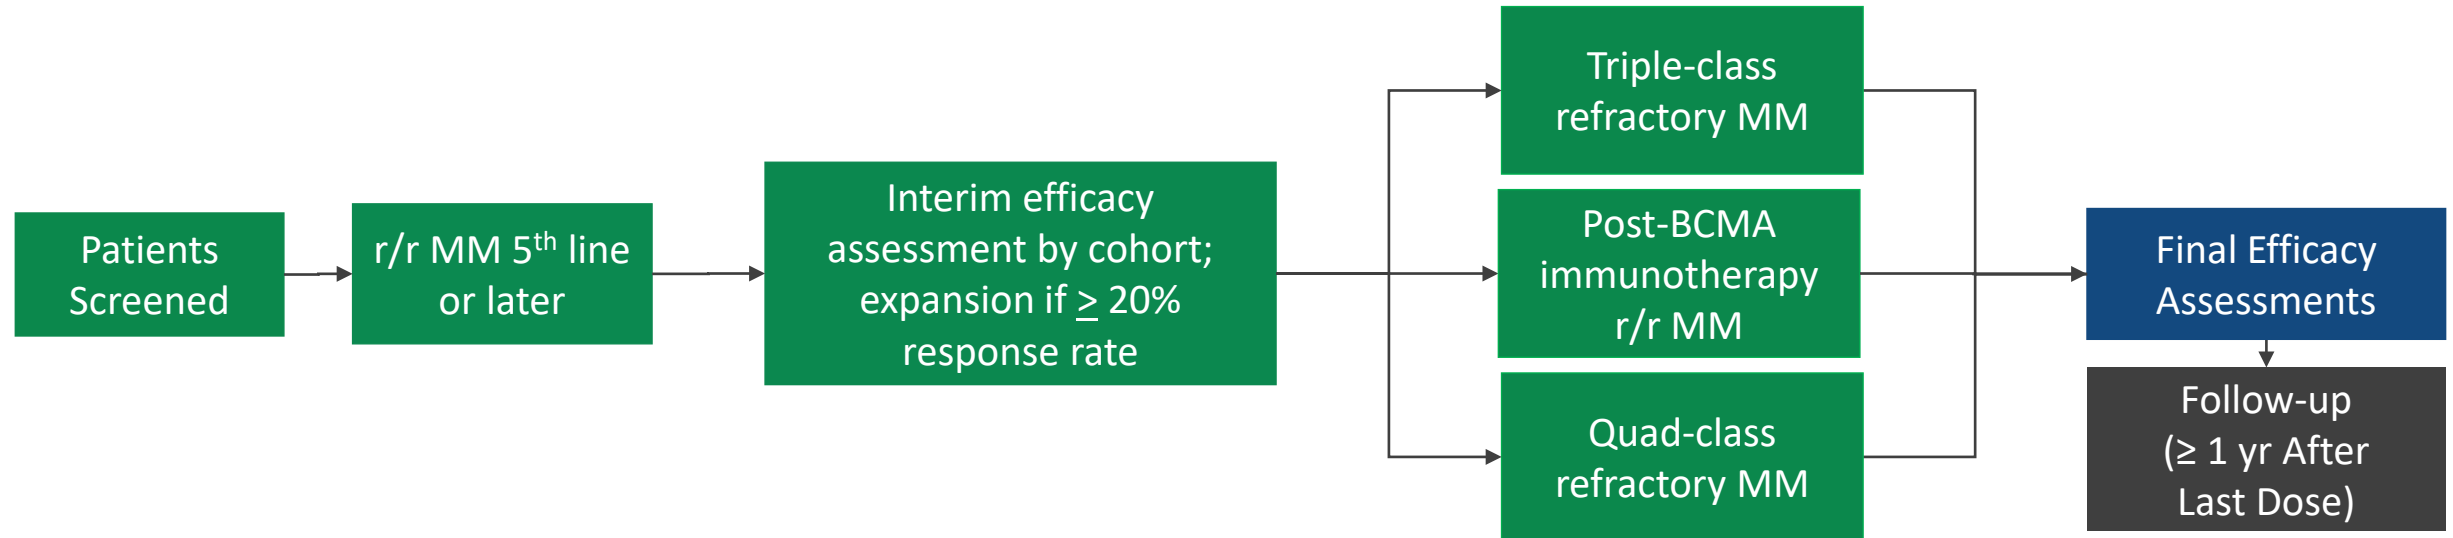 Patients
Screened
r/r MM 5th line
or later
Interim efficacy
assessment by cohort;
expansion if ≥ 20%
response rate
Triple-class
refractory MM
Post-BCMA
immunotherapy
r/r MM
Quad-class
refractory MM
Final Efficacy
Assessments
Follow-up
(≥ 1 yr After
Last Dose)